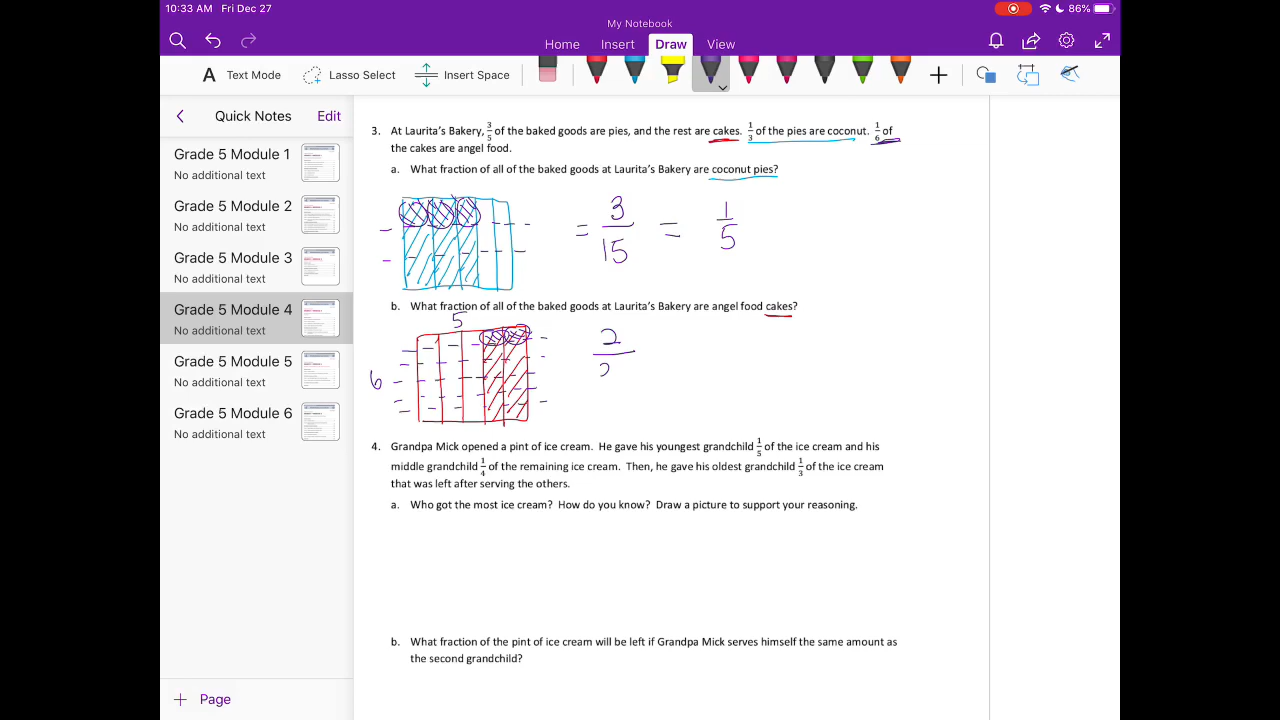 10:33 AM Fri Dec 27
86%
My Notebook
Home Insert Draw View
A Text Mode Lasso Select Insert Space
Quick Notes Edit
Grade 5 Module 1
No additional text
Grade 5 Module 2
No additional text
Grade 5 Module 3
No additional text
Grade 5 Module 4
No additional text
Grade 5 Module 5
No additional text
Grade 5 Module 6
No additional text
+ Page
3. At Laurita's Bakery, 3/5 of the baked goods are pies, and the rest are cakes. 1/3 of the pies are coconut. 1/6 of
the cakes are angel food.
a. What fraction of all of the baked goods at Laurita's Bakery are coconut pies?
= 3/15 = 1/5
b. What fraction of all of the baked goods at Laurita's Bakery are angel food cakes?
5
6
2
4. Grandpa Mick opened a pint of ice cream. He gave his youngest grandchild 1/5 of the ice cream and his
middle grandchild 1/4 of the remaining ice cream. Then, he gave his oldest grandchild 1/3 of the ice cream
that was left after serving the others.
a. Who got the most ice cream? How do you know? Draw a picture to support your reasoning.
b. What fraction of the pint of ice cream will be left if Grandpa Mick serves himself the same amount as
the second grandchild?